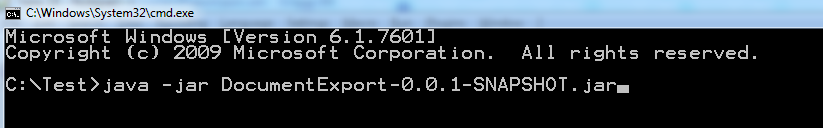 C:\Windows\System32\cmd.exe
Microsoft Windows [Version 6.1.7601]
Copyright (c) 2009 Microsoft Corporation.  All rights reserved.
C:\Test>java -jar DocumentExport-0.0.1-SNAPSHOT.jar